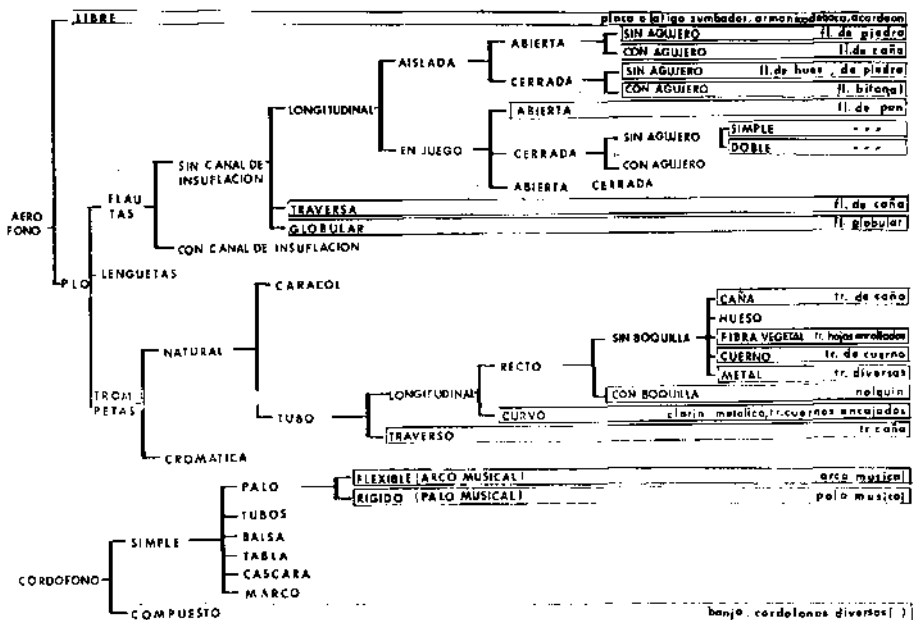 LIBRE placa o latigo zumbador, armonica de boca, acordeon
SIN AGUJERO fl. de piedra
ABIERTA
CON AGUJERO fl. de caña
AISLADA
SIN AGUJERO fl. de hues , de piedra
CERRADA
CON AGUJERO fl. bitonal
LONGITUDINAL
ABIERTA fl. de pan
SIN AGUJERO SIMPLE " " "
EN JUEGO CERRADA
DOBLE " " "
CON AGUJERO
SIN CANAL DE
INSUFLACION
ABIERTA CERRADA
FLAU
TAS
TRAVERSA fl. de caña
AERO
FONO
GLOBULAR fl. globular
CON CANAL DE INSUFLACION
LENGUETAS
PLO
CARACOL
CAÑA tr. de caña
HUESO
SIN BOQUILLA
NATURAL
FIBRA VEGETAL tr. hojas enrolladas
RECTO
CUERNO tr. de cuerno
METAL tr. diversas
TROM
PETAS
LONGITUDINAL
CON BOQUILLA nolquin
TUBO
CURVO clarin metalico, tr. cuernos encajados
TRAVERSO tr caña
CROMATICA
FLEXIBLE (ARCO MUSICAL) arco musical
PALO
RIGIDO (PALO MUSICAL) palo musical
TUBOS
SIMPLE BALSA
TABLA
CORDOFONO
CASCARA
MARCO
COMPUESTO banjo, cordofonos diversos ( )